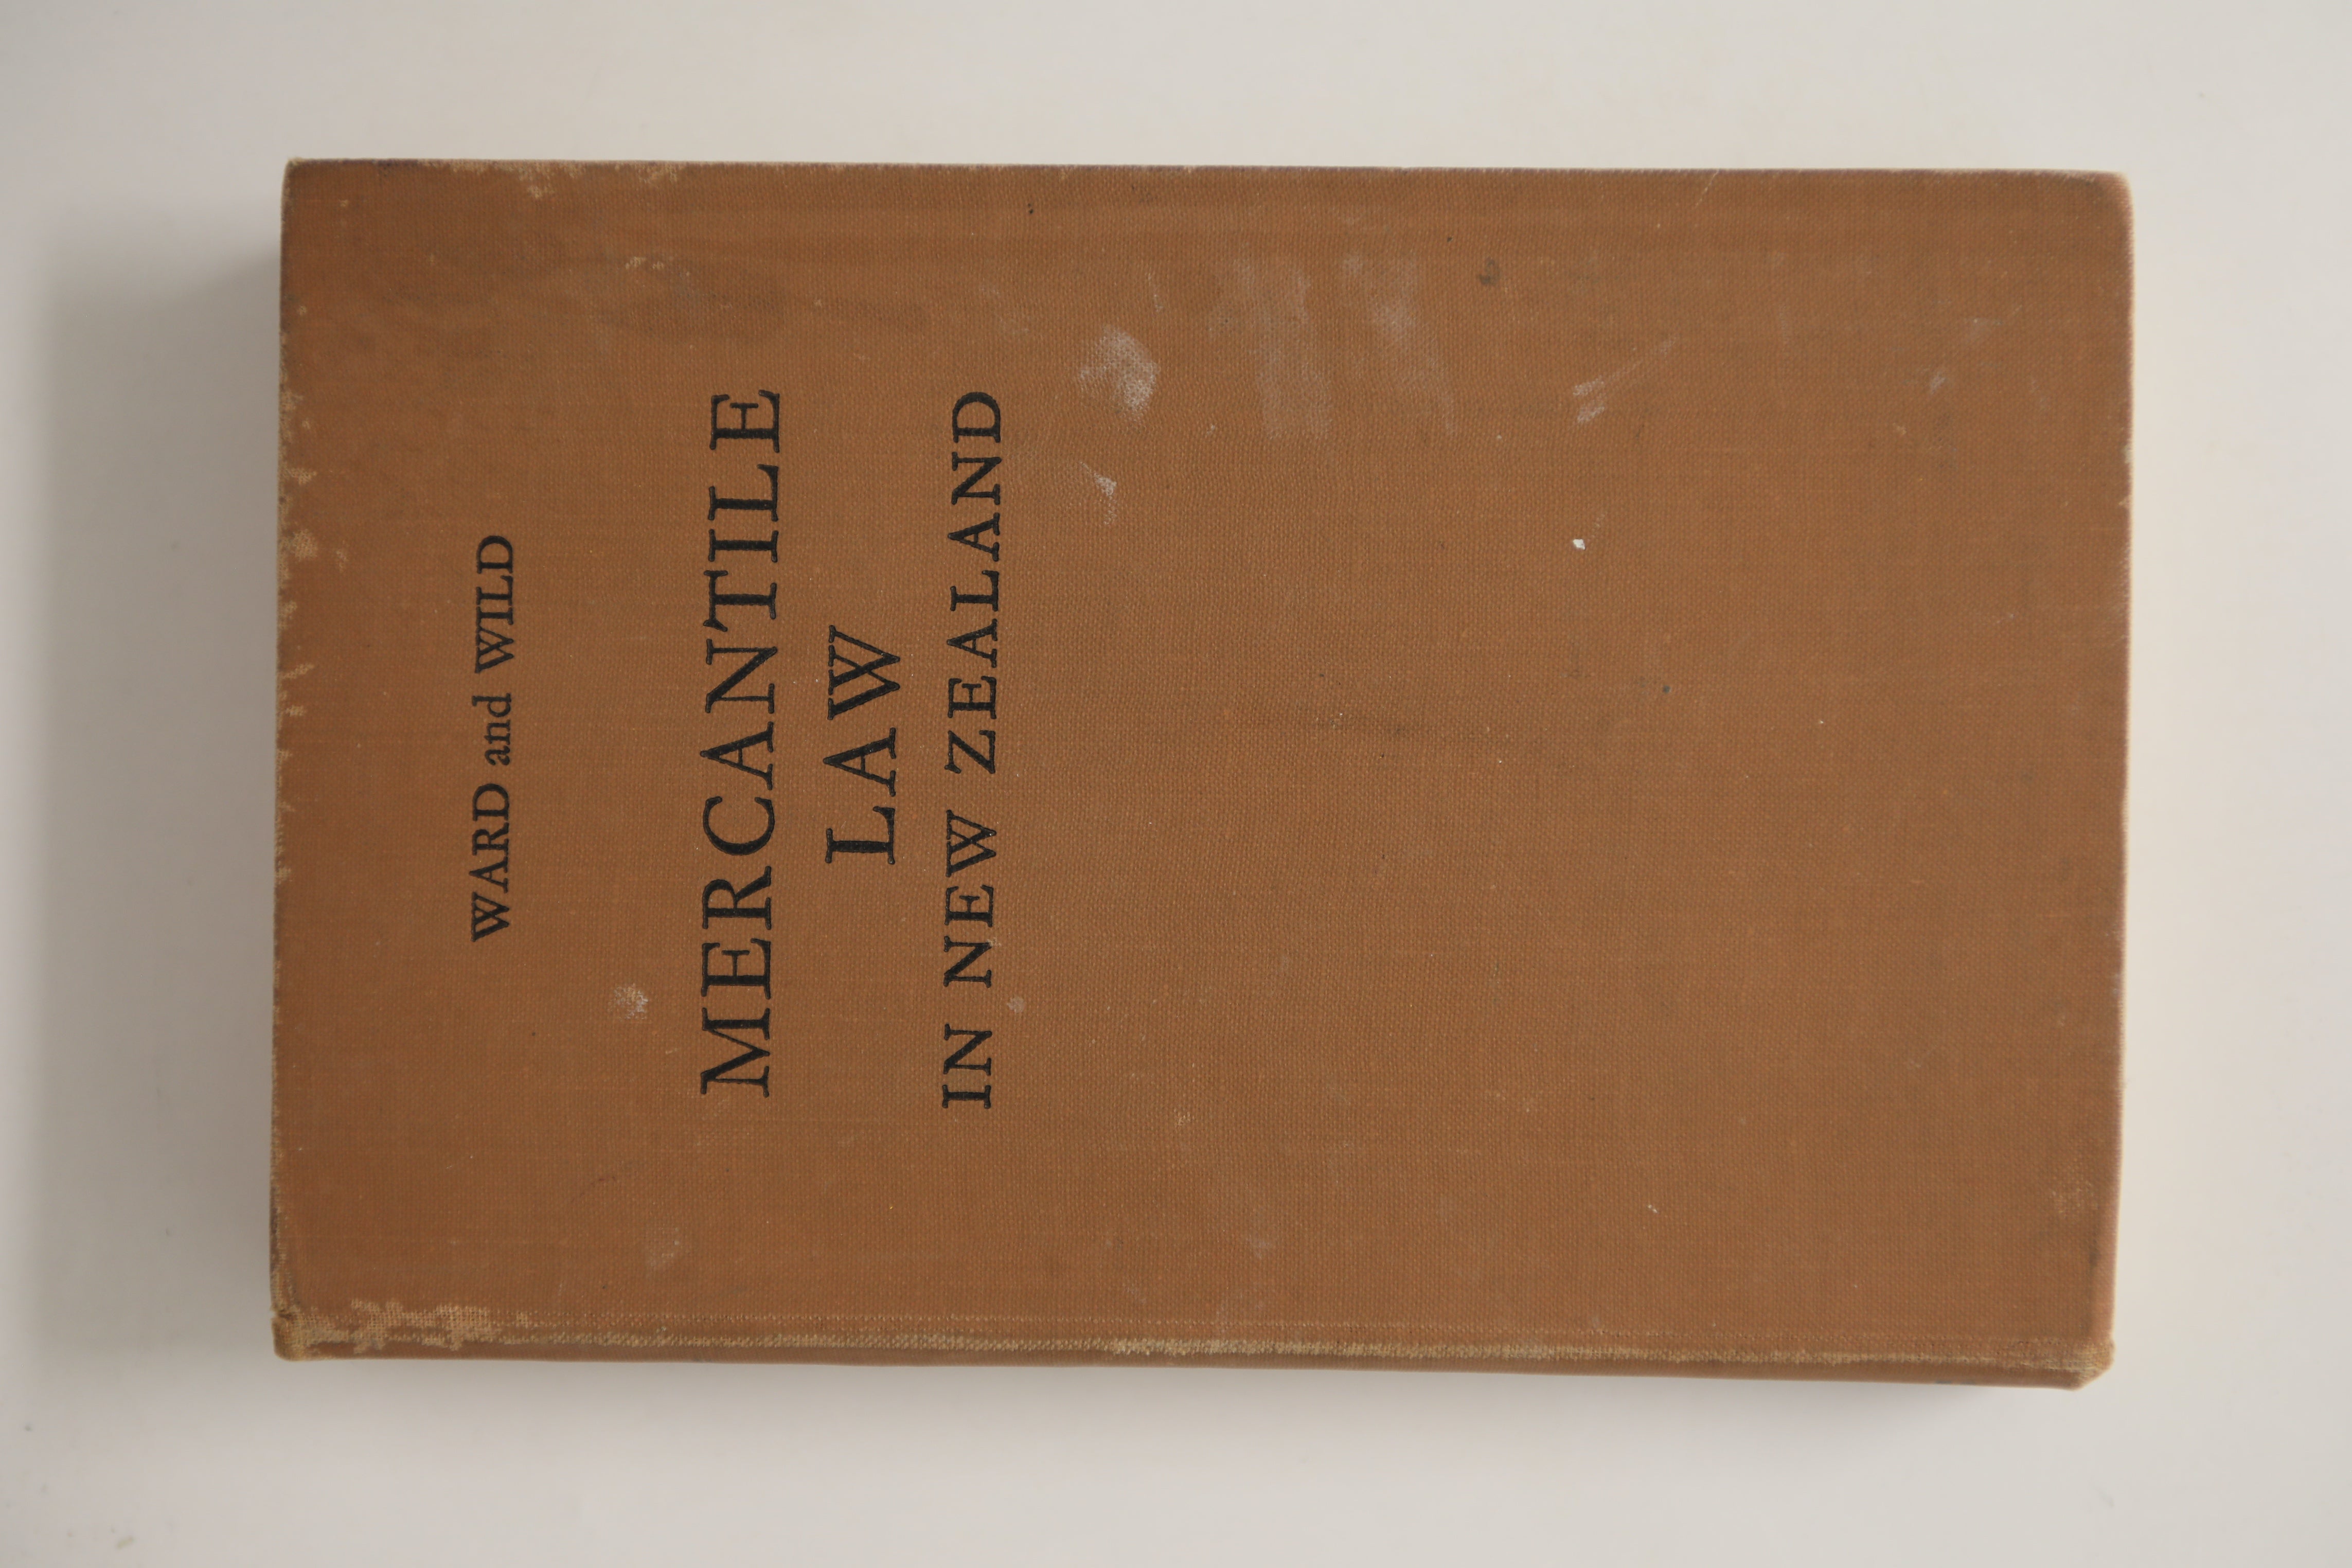 WARD and WILD
MERCANTILE
LAW
IN NEW ZEALAND